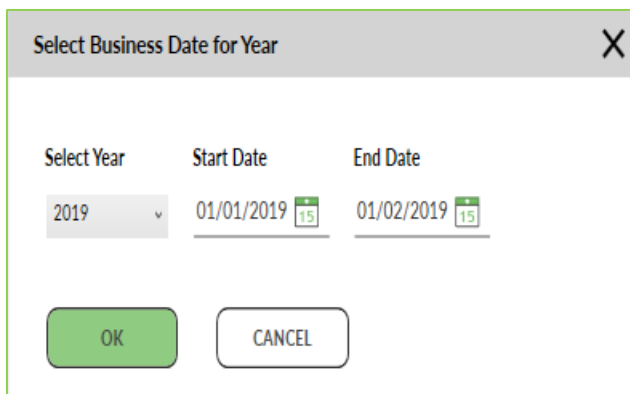 Select Business Date for Year X
Select Year Start Date End Date
2019 01/01/2019 15 01/02/2019 15
OK CANCEL